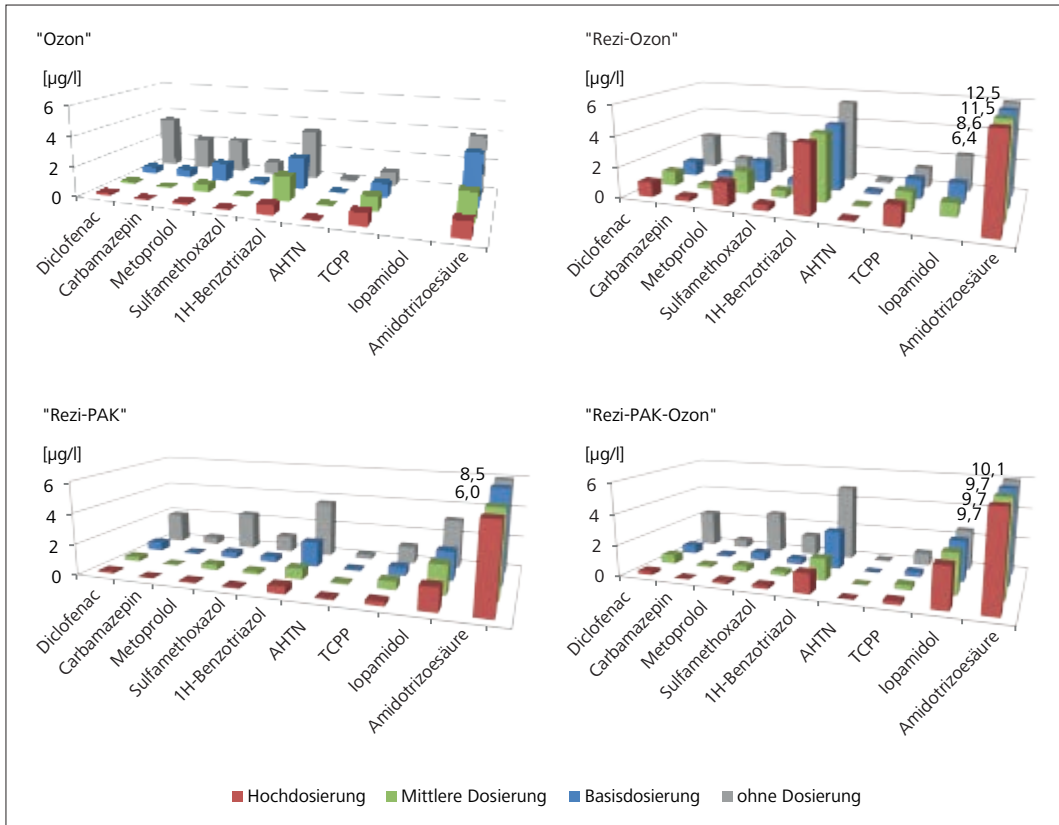 "Ozon"
[µg/l]
6
4
2
0
Diclofenac
Carbamazepin
Metoprolol
Sulfamethoxazol
1H-Benzotriazol
AHTN
TCPP
Iopamidol
Amidotrizoesäure
"Rezi-Ozon"
[µg/l]
6
4
2
0
12,5
11,5
8,6
6,4
Diclofenac
Carbamazepin
Metoprolol
Sulfamethoxazol
1H-Benzotriazol
AHTN
TCPP
Iopamidol
Amidotrizoesäure
"Rezi-PAK"
[µg/l]
6
4
2
0
8,5
6,0
Diclofenac
Carbamazepin
Metoprolol
Sulfamethoxazol
1H-Benzotriazol
AHTN
TCPP
Iopamidol
Amidotrizoesäure
"Rezi-PAK-Ozon"
[µg/l]
6
4
2
0
10,1
9,7
9,7
9,7
Diclofenac
Carbamazepin
Metoprolol
Sulfamethoxazol
1H-Benzotriazol
AHTN
TCPP
Iopamidol
Amidotrizoesäure
Hochdosierung Mittlere Dosierung Basisdosierung ohne Dosierung